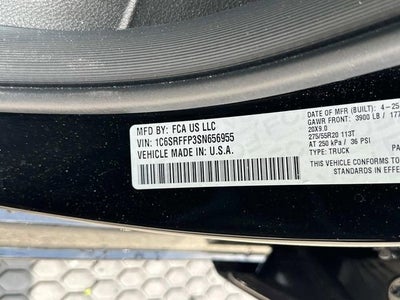 MFD BY: FCA US LLC
VIN: 1C6SRFFP3SN656955
VEHICLE MADE IN: U.S.A.
DATE OF MFR (BUILT): 4-25
GAWR FRONT: 3900 LB / 177
20X9.0
275/55R20 113T
AT 250 kPa / 36 PSI
TYPE: TRUCK
PA
THIS VEHICLE CONFORMS TO
STANDARDS IN EFFE